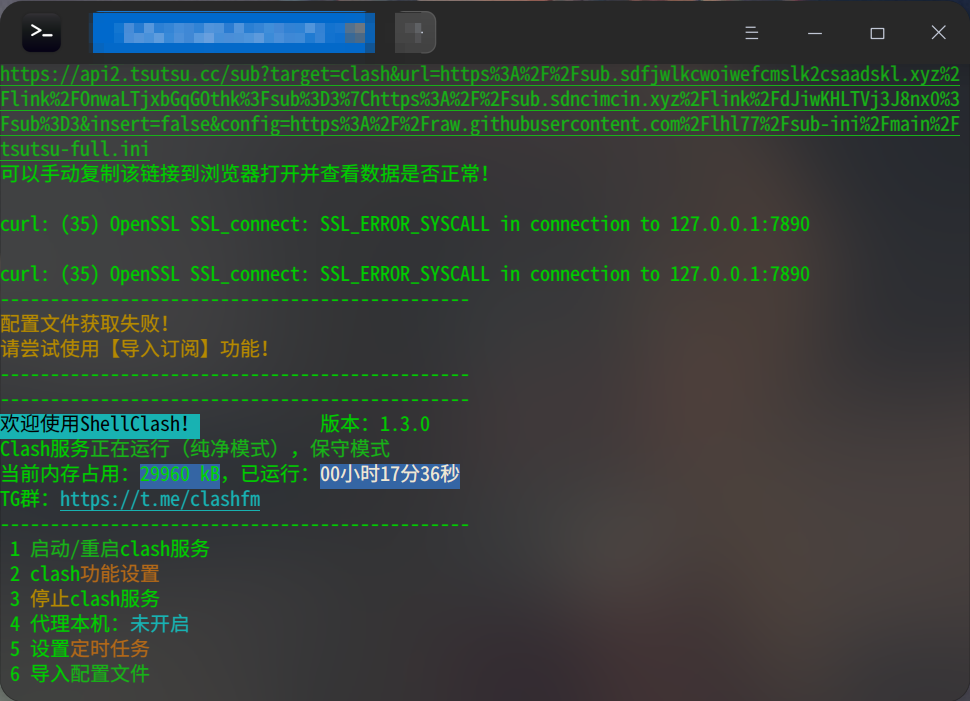 https://api2.tsutsu.cc/sub?target=clash&url=https%3A%2F%2Fsub.sdfjwlkcwoiwefcmslk2csaadskl.xyz%2
Flink%2FOnwaLTjxbGqGOthk%3Fsub%3D3%7Chttps%3A%2F%2Fsub.sdncimcin.xyz%2Flink%2FdJiwKHLTVj3J8nxO%3
Fsub%3D3&insert=false&config=https%3A%2F%2Fraw.githubusercontent.com%2Flhl77%2Fsub-ini%2Fmain%2F
tsutsu-full.ini
可以手动复制该链接到浏览器打开并查看数据是否正常！
curl: (35) OpenSSL SSL_connect: SSL_ERROR_SYSCALL in connection to 127.0.0.1:7890
curl: (35) OpenSSL SSL_connect: SSL_ERROR_SYSCALL in connection to 127.0.0.1:7890
-----------------------------------------------
配置文件获取失败！
请尝试使用【导入订阅】功能！
-----------------------------------------------
-----------------------------------------------
欢迎使用ShellClash！ 版本：1.3.0
Clash服务正在运行（纯净模式），保守模式
当前内存占用：29960 kB，已运行：00小时17分36秒
TG群：https://t.me/clashfm
-----------------------------------------------
1 启动/重启clash服务
2 clash功能设置
3 停止clash服务
4 代理本机：未开启
5 设置定时任务
6 导入配置文件